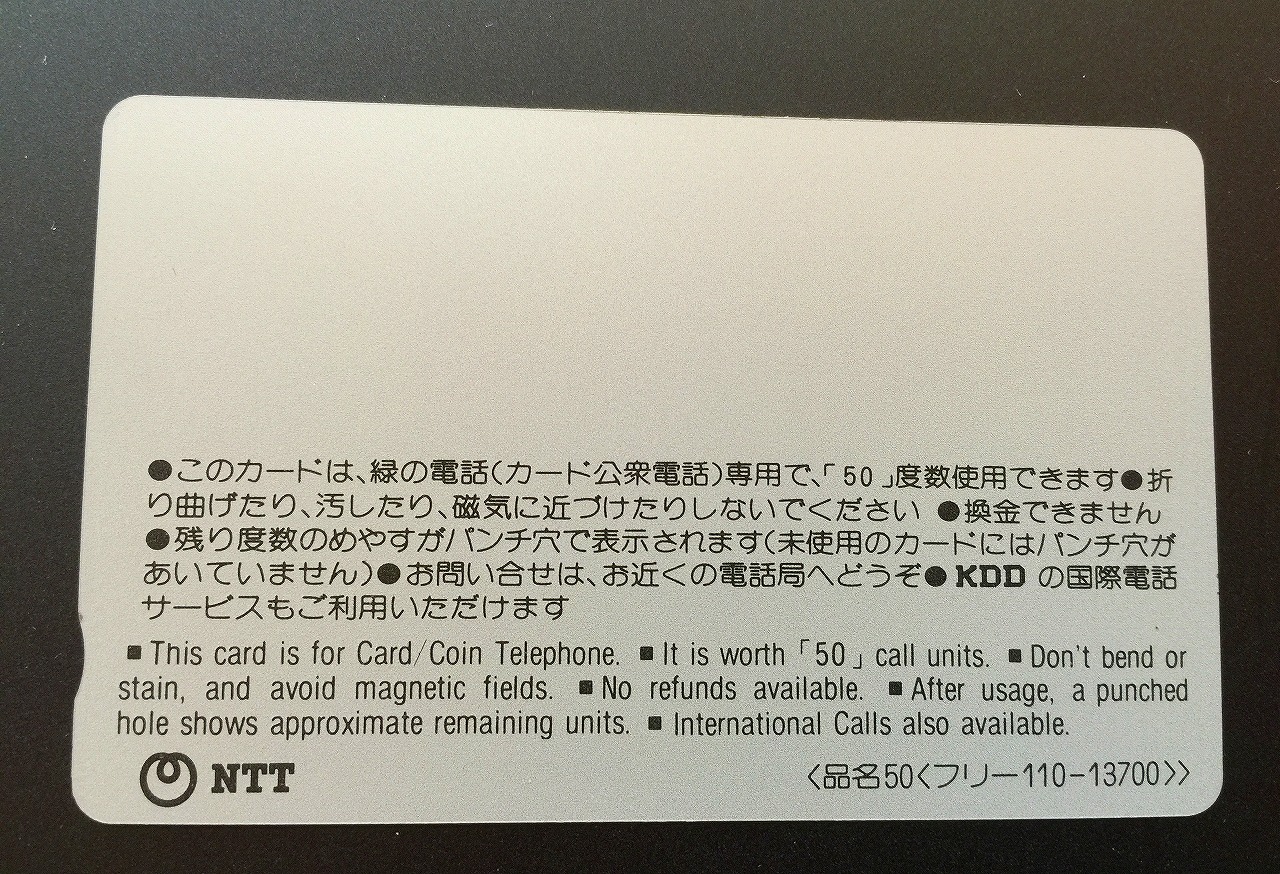 ●このカードは、緑の電話(カード公衆電話)専用で、「50」度数使用できます●折
り曲げたり、汚したり、磁気に近づけたりしないでください ●換金できません
●残り度数のめやすがパンチ穴で表示されます(未使用のカードにはパンチ穴が
あいていません)●お問い合せは、お近くの電話局へどうぞ● KDD の国際電話
サービスもご利用いただけます
■This card is for Card/Coin Telephone. ■It is worth「50」call units. ■Don't bend or
stain, and avoid magnetic fields. ■No refunds available. ■After usage, a punched
hole shows approximate remaining units. ■International Calls also available.
NTT
〈品名50〈フリー110-13700〉〉